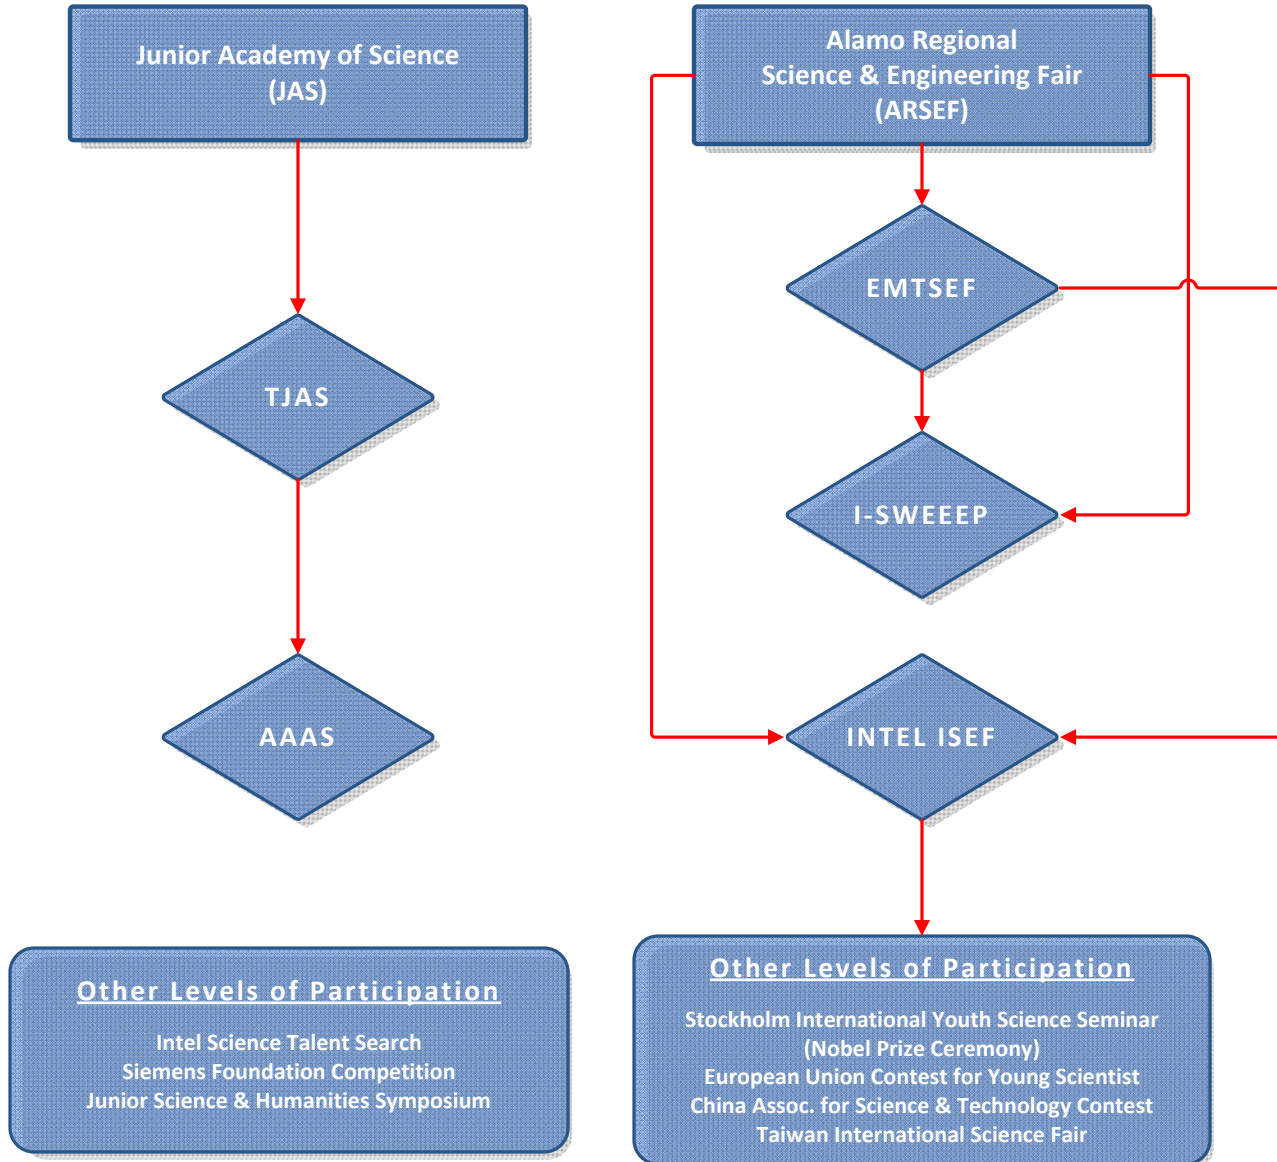 Junior Academy of Science
(JAS)
TJAS
AAAS
Other Levels of Participation
Intel Science Talent Search
Siemens Foundation Competition
Junior Science & Humanities Symposium
Alamo Regional
Science & Engineering Fair
(ARSEF)
EMTSEF
I-SWEEEP
INTEL ISEF
Other Levels of Participation
Stockholm International Youth Science Seminar
(Nobel Prize Ceremony)
European Union Contest for Young Scientist
China Assoc. for Science & Technology Contest
Taiwan International Science Fair